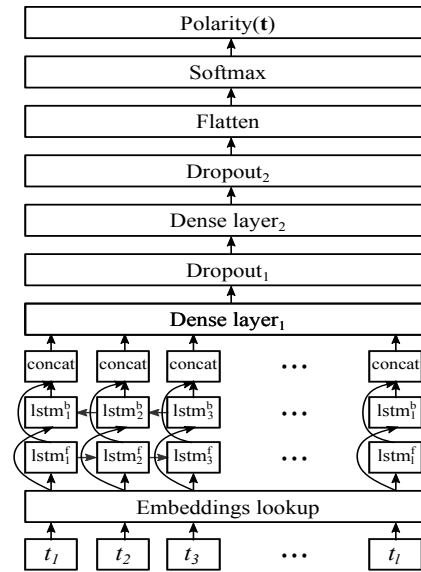 Polarity(t)
Softmax
Flatten
Dropout₂
Dense layer₂
Dropout₁
Dense layer₁
concat concat concat ... concat
lstm₁ᵇ lstm₂ᵇ lstm₃ᵇ ... lstmₗᵇ
lstm₁ᶠ lstm₂ᶠ lstm₃ᶠ ... lstmₗᶠ
Embeddings lookup
t₁ t₂ t₃ ... tₗ